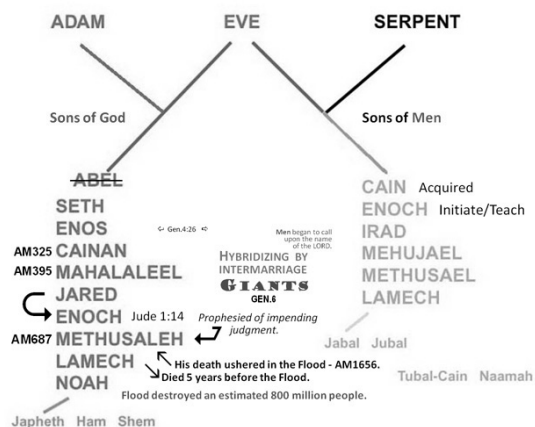 ADAM EVE SERPENT
Sons of God
Sons of Men
ABEL
SETH
ENOS
AM325 CAINAN
AM395 MAHALALEEL
JARED
ENOCH Jude 1:14
AM687 METHUSALEH
LAMECH
NOAH
Japheth Ham Shem
⇦ Gen.4:26 ⇨
Men began to call
upon the name
of the LORD.
HYBRIDIZING BY
INTERMARRIAGE
GIANTS
GEN.6
Prophesied of impending
judgment.
His death ushered in the Flood - AM1656.
Died 5 years before the Flood.
Flood destroyed an estimated 800 million people.
CAIN Acquired
ENOCH Initiate/Teach
IRAD
MEHUJAEL
METHUSAEL
LAMECH
Jabal Jubal
Tubal-Cain Naamah